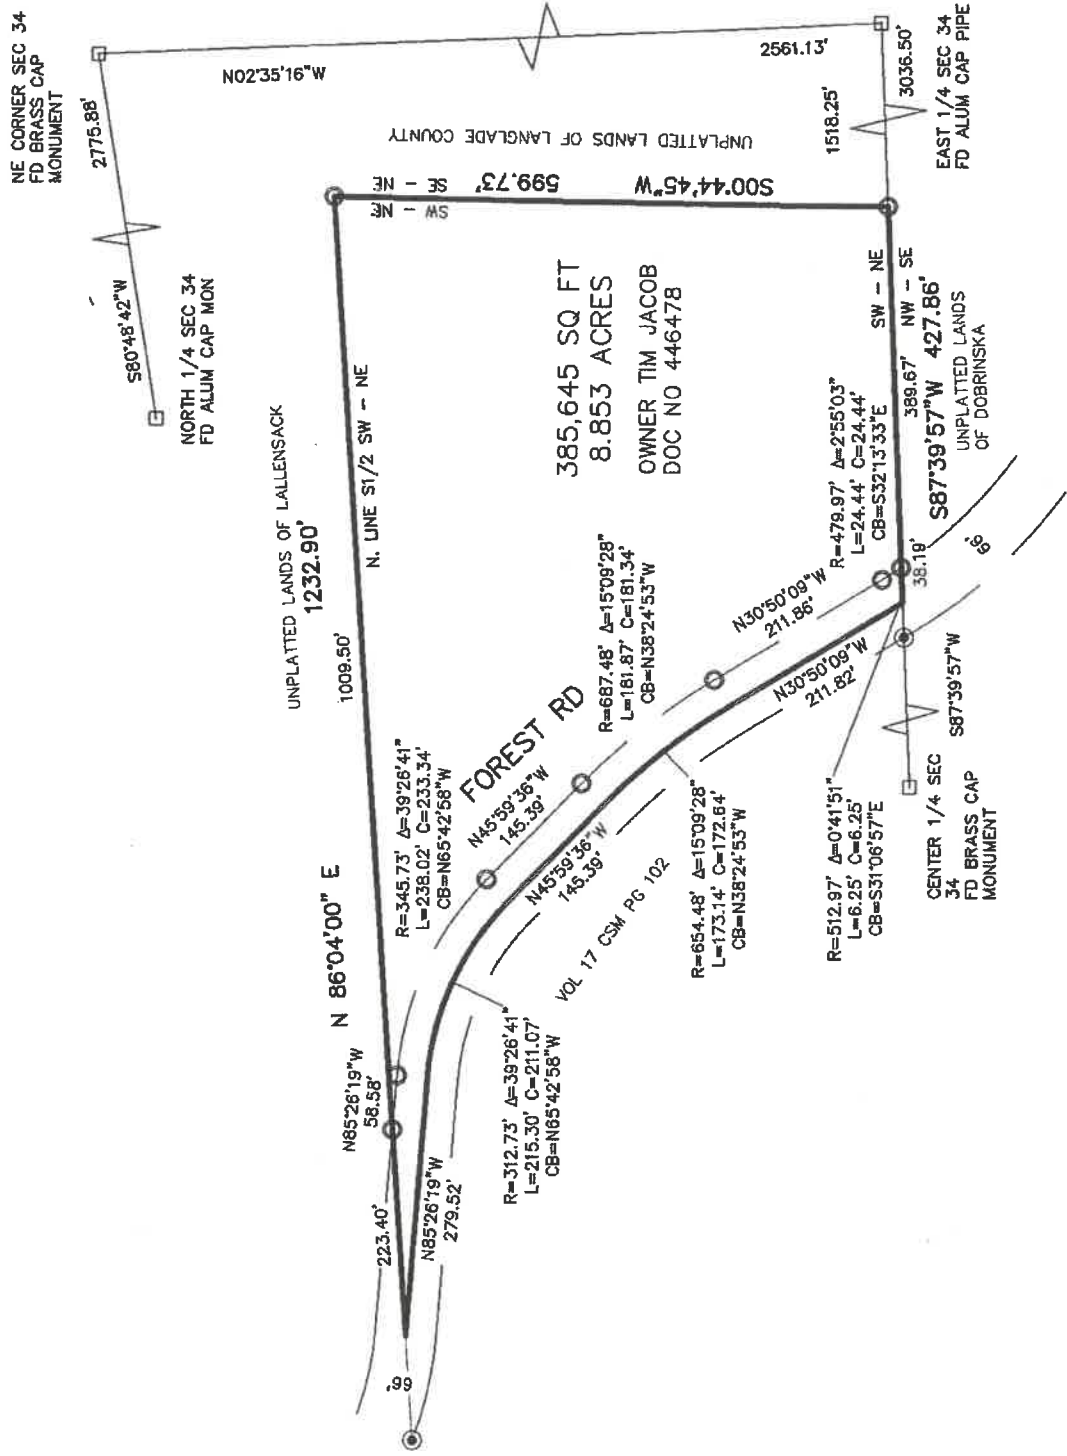 NE CORNER SEC 34
FD BRASS CAP
MONUMENT
2775.88'
N02°35'16"W
2561.13'
S80°48'42"W
NORTH 1/4 SEC 34
FD ALUM CAP MON
UNPLATTED LANDS OF LANGLADE COUNTY
1518.25'
3036.50'
EAST 1/4 SEC 34
FD ALUM CAP PIPE
SE - NE
SW - NE
599.73'
S00°44'45"W
UNPLATTED LANDS OF LALLENSACK
1232.90'
N. LINE S1/2 SW - NE
1009.50'
385,645 SQ FT
8.853 ACRES
OWNER TIM JACOB
DOC NO 446478
SW - NE
NW - SE
389.67'
S87°39'57"W 427.86'
UNPLATTED LANDS
OF DOBRINSKA
R=479.97' Δ=2°55'03"
L=24.44' C=24.44'
CB=S32°13'33"E
38.19'
66'
R=687.48' Δ=15°09'28"
L=181.87' C=181.34'
CB=N38°24'53"W
N30°50'09"W
211.86'
N30°50'09"W
211.82'
FOREST RD
R=345.73' Δ=39°26'41"
L=238.02' C=233.34'
CB=N65°42'58"W
N45°59'36"W
145.39'
N45°59'36"W
145.39'
VOL 17 CSM PG 102
R=654.48' Δ=15°09'28"
L=173.14' C=172.64'
CB=N38°24'53"W
R=512.97' Δ=0°41'51"
L=6.25' C=6.25'
CB=S31°06'57"E
S87°39'57"W
CENTER 1/4 SEC
34
FD BRASS CAP
MONUMENT
N 86°04'00" E
N85°26'19"W
58.58'
R=312.73' Δ=39°26'41"
L=215.30' C=211.07'
CB=N65°42'58"W
223.40'
N85°26'19"W
279.52'
66'